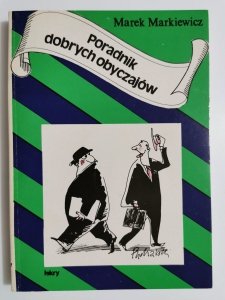 Marek Markiewicz
Poradnik
dobrych obyczajów
iskry